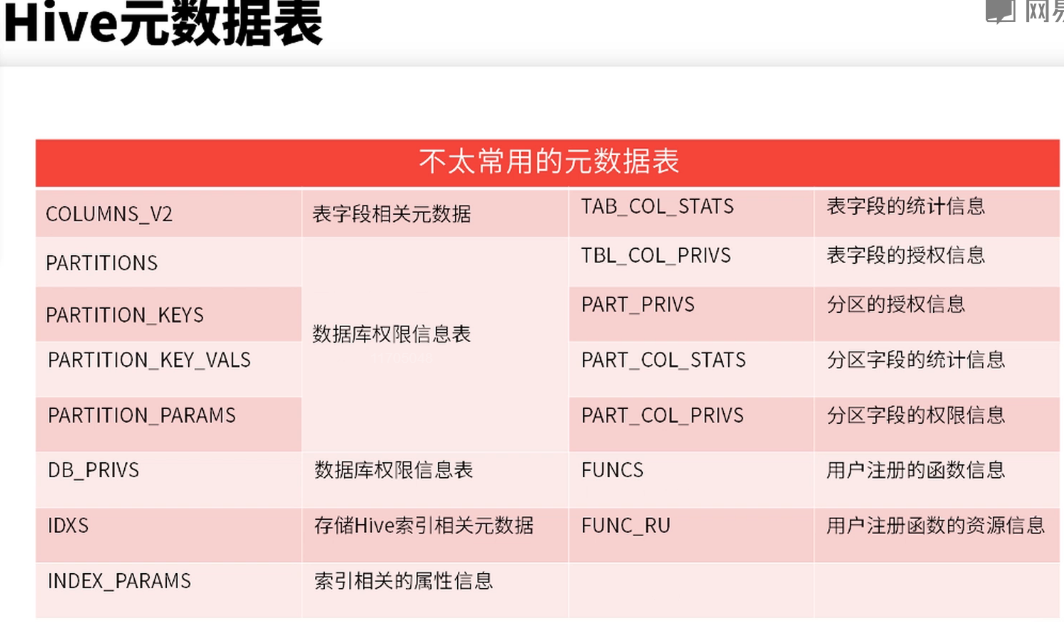 Hive元数据表
网易
不太常用的元数据表
COLUMNS_V2 表字段相关元数据 TAB_COL_STATS 表字段的统计信息
PARTITIONS 数据库权限信息表 TBL_COL_PRIVS 表字段的授权信息
PARTITION_KEYS PART_PRIVS 分区的授权信息
PARTITION_KEY_VALS PART_COL_STATS 分区字段的统计信息
PARTITION_PARAMS PART_COL_PRIVS 分区字段的权限信息
DB_PRIVS 数据库权限信息表 FUNCS 用户注册的函数信息
IDXS 存储Hive索引相关元数据 FUNC_RU 用户注册函数的资源信息
INDEX_PARAMS 索引相关的属性信息